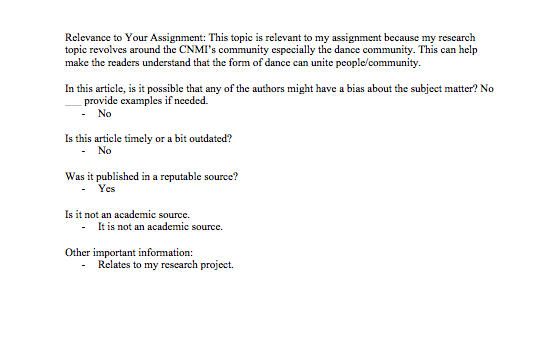 Relevance to Your Assignment: This topic is relevant to my assignment because my research
topic revolves around the CNMI's community especially the dance community. This can help
make the readers understand that the form of dance can unite people/community.
In this article, is it possible that any of the authors might have a bias about the subject matter? No
___ provide examples if needed.
- No
Is this article timely or a bit outdated?
- No
Was it published in a reputable source?
- Yes
Is it not an academic source.
- It is not an academic source.
Other important information:
- Relates to my research project.